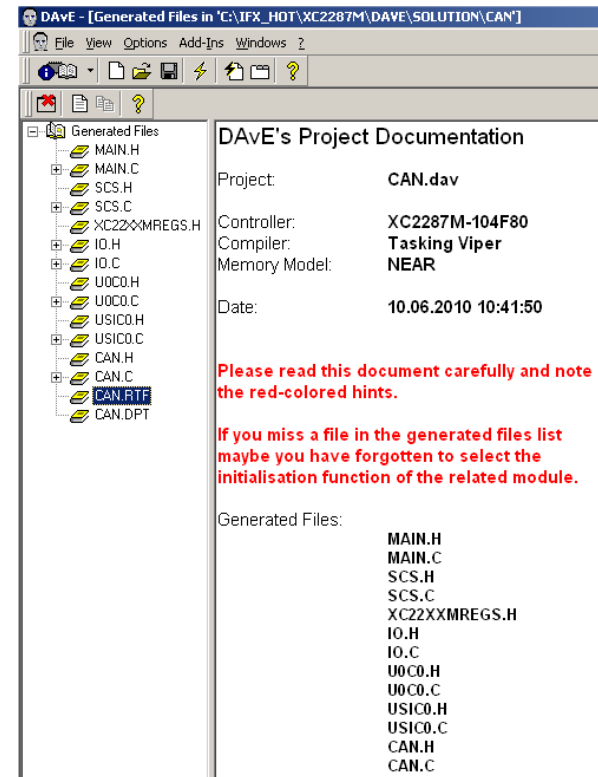 DAvE - [Generated Files in 'C:\IFX_HOT\XC2287M\DAVE\SOLUTION\CAN']
File View Options Add-Ins Windows ?
Generated Files
MAIN.H
MAIN.C
SCS.H
SCS.C
XC22XXMREGS.H
IO.H
IO.C
U0C0.H
U0C0.C
USIC0.H
USIC0.C
CAN.H
CAN.C
CAN.RTF
CAN.DPT
DAvE's Project Documentation
Project: CAN.dav
Controller: XC2287M-104F80
Compiler: Tasking Viper
Memory Model: NEAR
Date: 10.06.2010 10:41:50
Please read this document carefully and note
the red-colored hints.
If you miss a file in the generated files list
maybe you have forgotten to select the
initialisation function of the related module.
Generated Files:
MAIN.H
MAIN.C
SCS.H
SCS.C
XC22XXMREGS.H
IO.H
IO.C
U0C0.H
U0C0.C
USIC0.H
USIC0.C
CAN.H
CAN.C